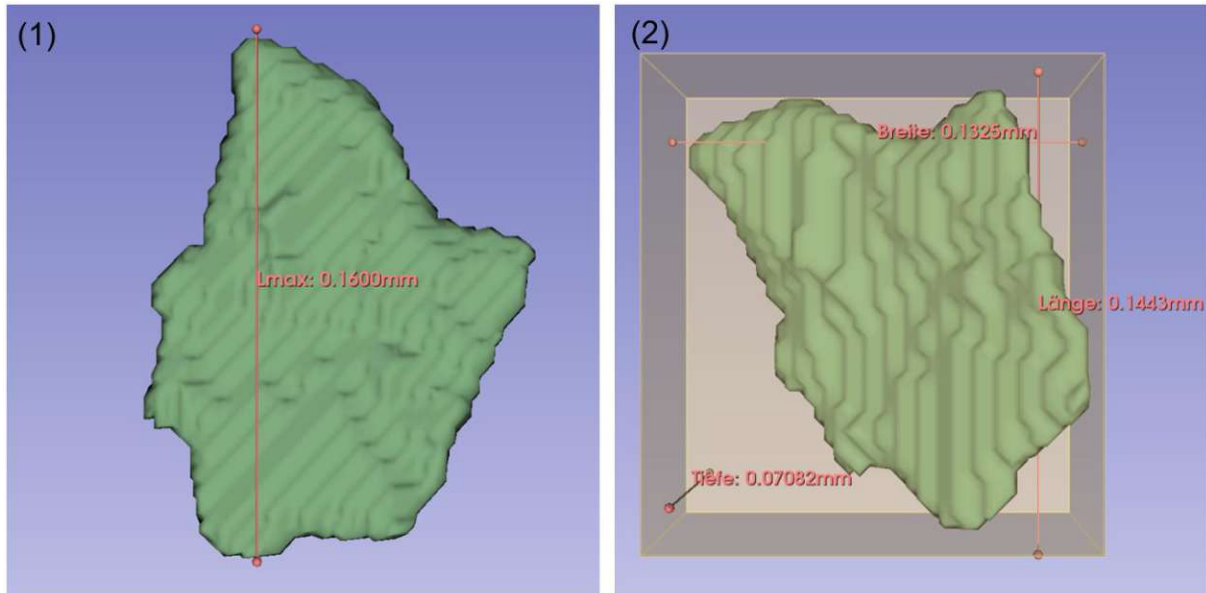 (1)
Lmax: 0.1600mm
(2)
Breite: 0.1325mm
Länge: 0.1443mm
Tiefe: 0.07082mm